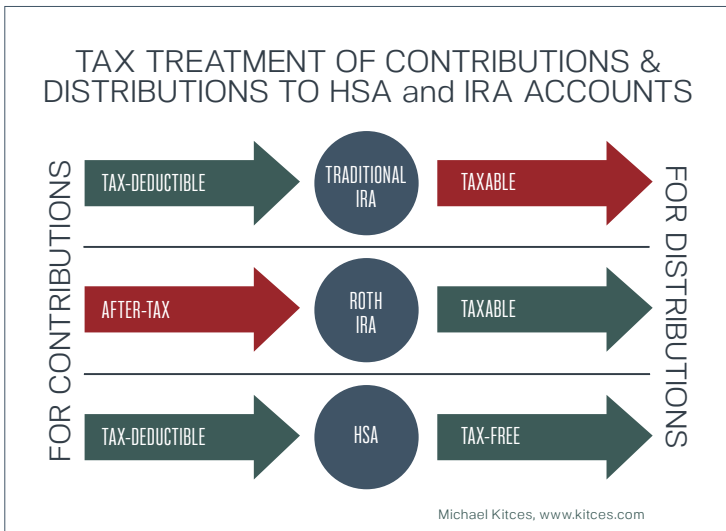 TAX TREATMENT OF CONTRIBUTIONS &
DISTRIBUTIONS TO HSA and IRA ACCOUNTS
FOR CONTRIBUTIONS
TAX-DEDUCTIBLE
TRADITIONAL
IRA
TAXABLE
AFTER-TAX
ROTH
IRA
TAXABLE
TAX-DEDUCTIBLE
HSA
TAX-FREE
FOR DISTRIBUTIONS
Michael Kitces, www.kitces.com